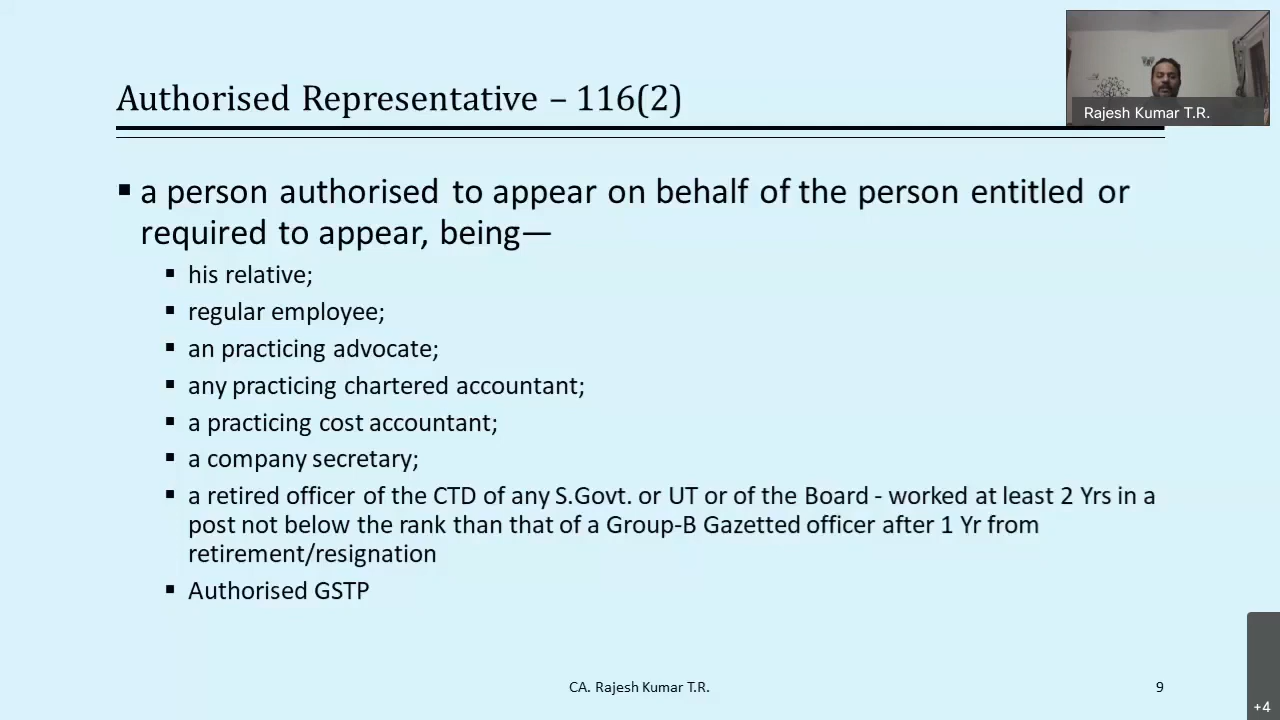 Authorised Representative – 116(2)
Rajesh Kumar T.R.
▪ a person authorised to appear on behalf of the person entitled or
required to appear, being—
▪ his relative;
▪ regular employee;
▪ an practicing advocate;
▪ any practicing chartered accountant;
▪ a practicing cost accountant;
▪ a company secretary;
▪ a retired officer of the CTD of any S.Govt. or UT or of the Board - worked at least 2 Yrs in a
post not below the rank than that of a Group-B Gazetted officer after 1 Yr from
retirement/resignation
▪ Authorised GSTP
CA. Rajesh Kumar T.R.
9
+4